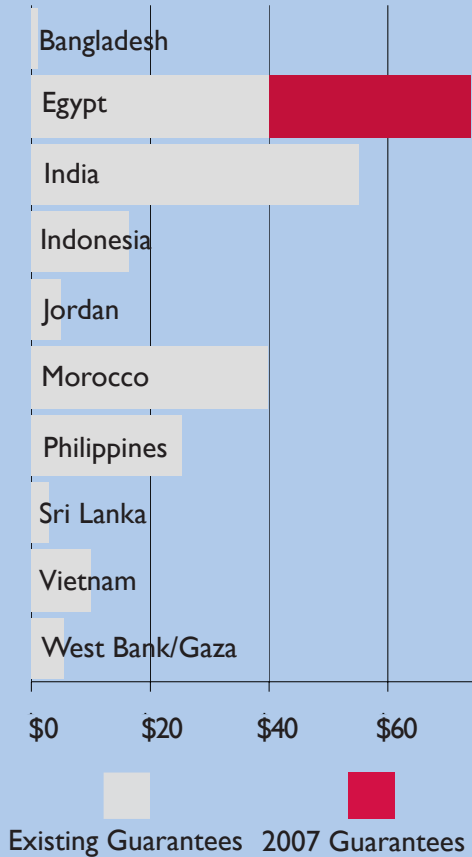 Bangladesh
Egypt
India
Indonesia
Jordan
Morocco
Philippines
Sri Lanka
Vietnam
West Bank/Gaza
$0 $20 $40 $60
Existing Guarantees 2007 Guarantees